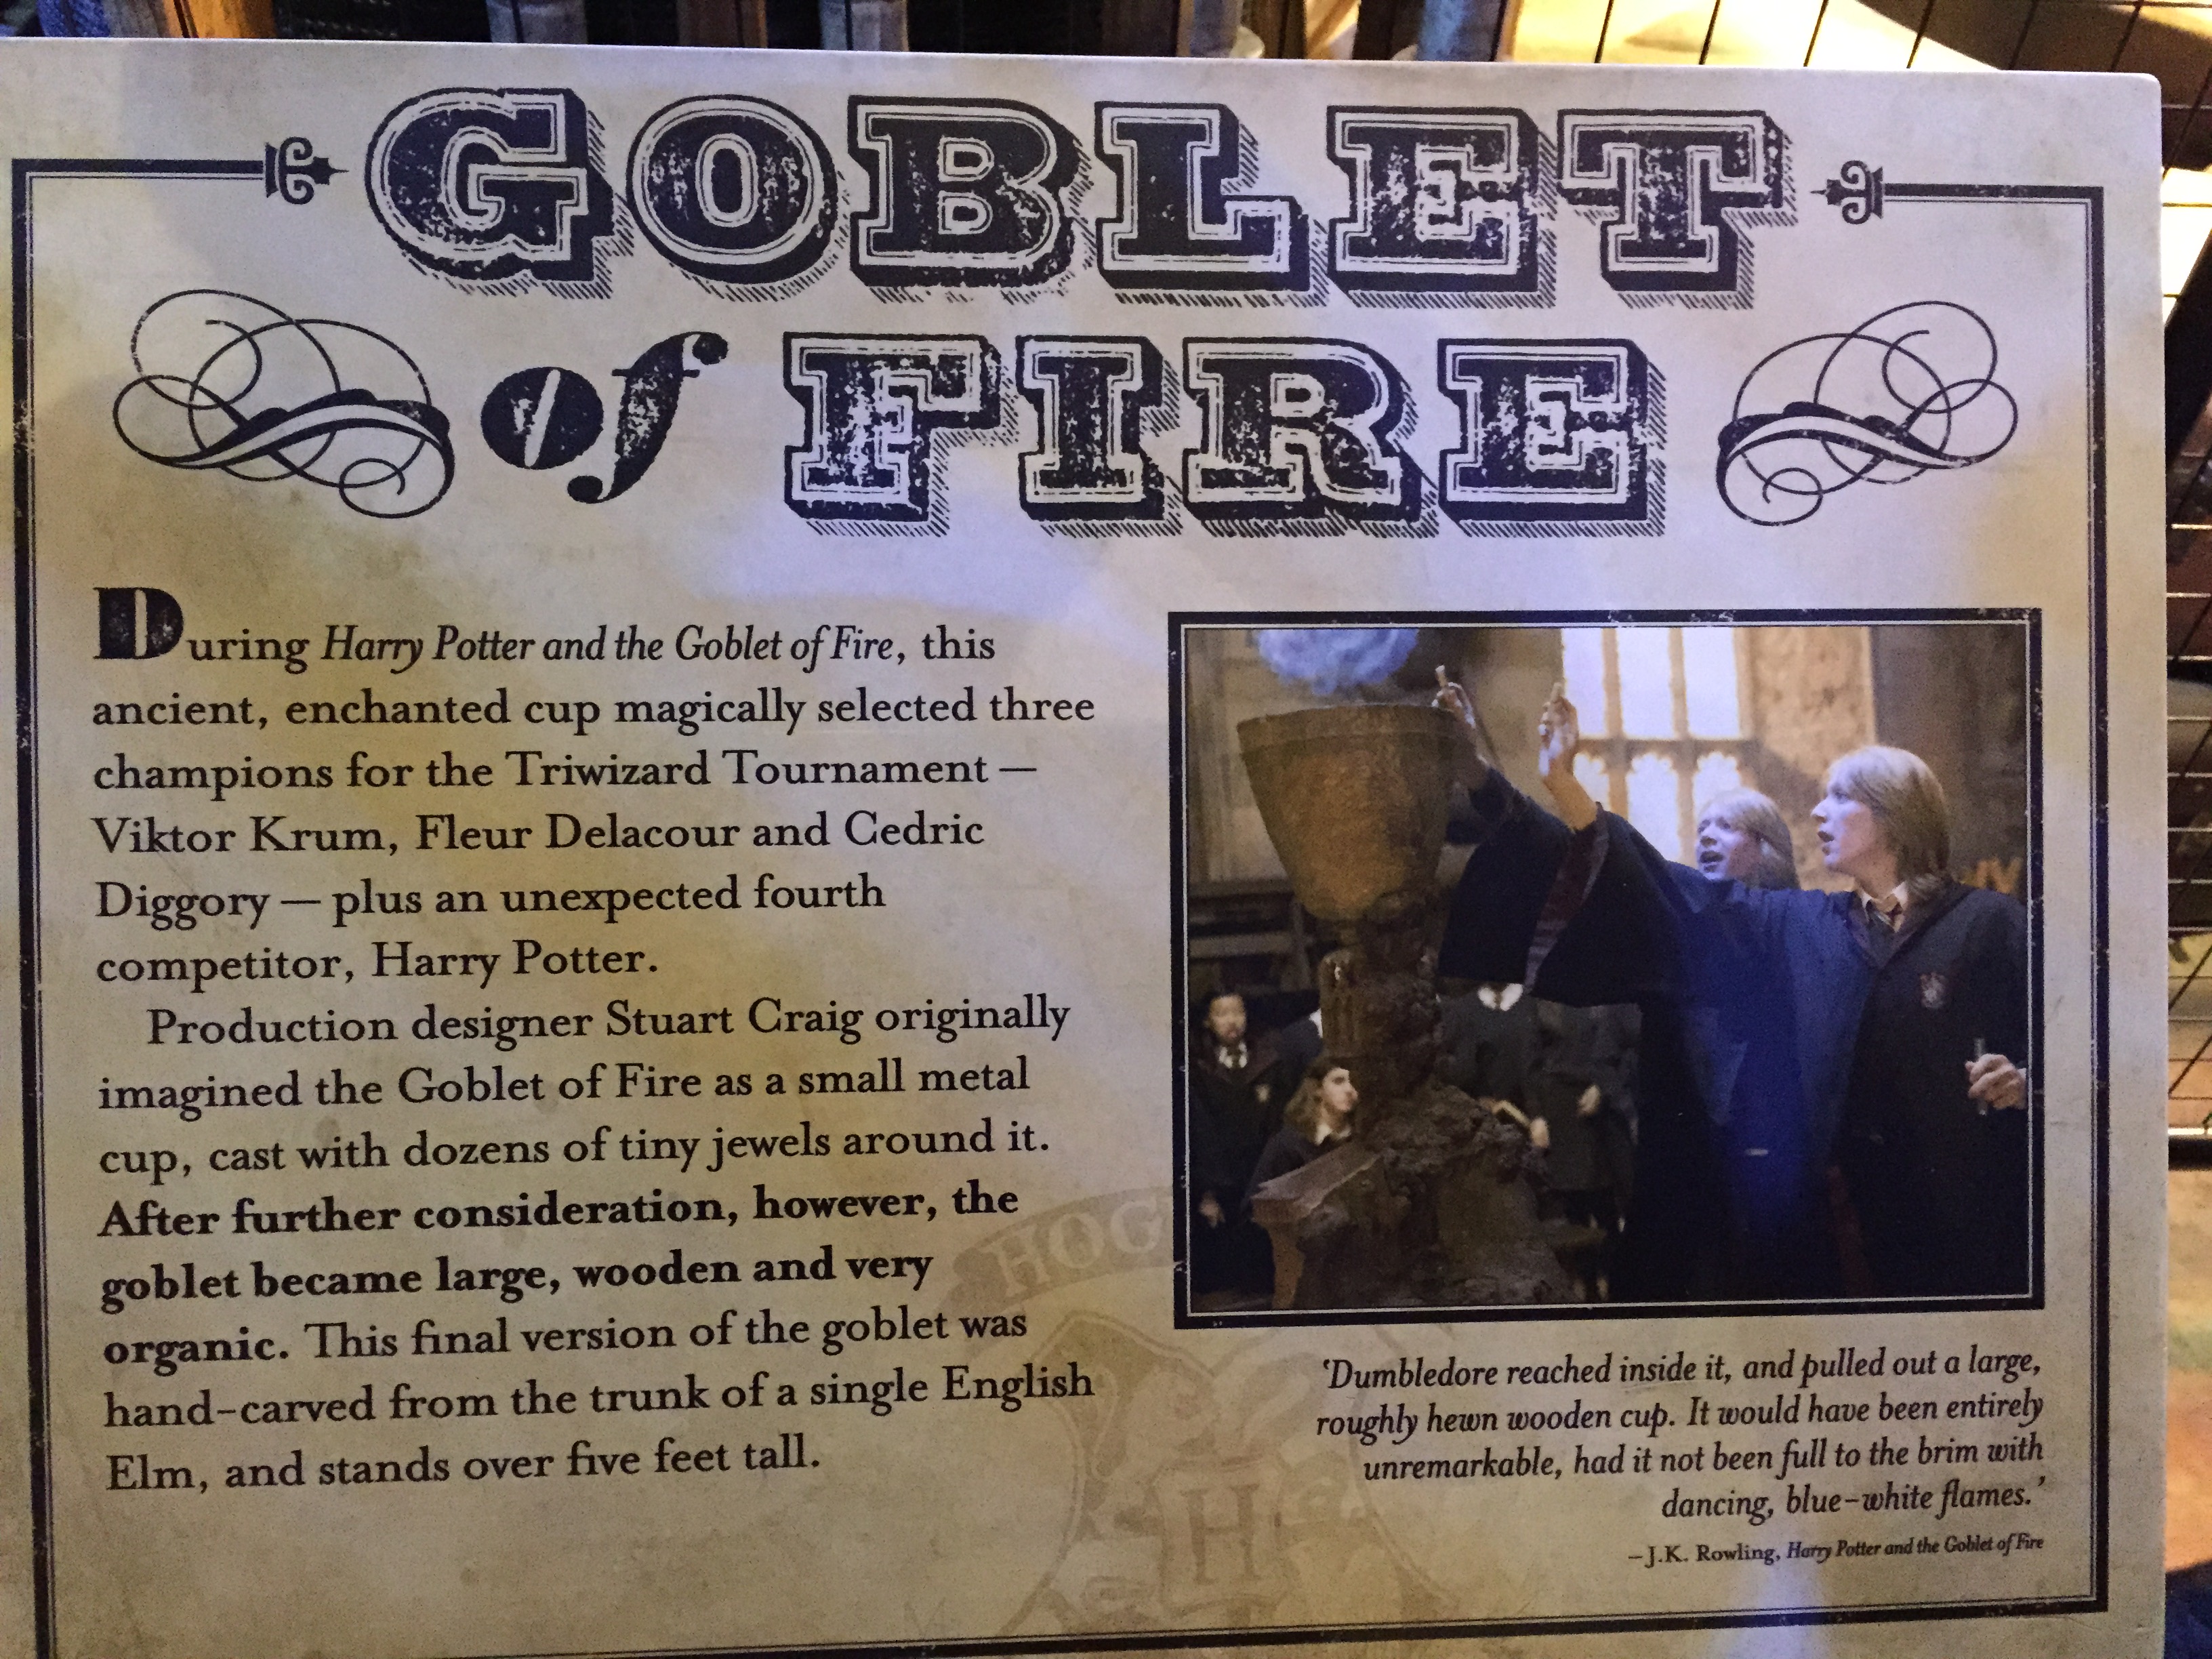 GOBLET
of FIRE
During Harry Potter and the Goblet of Fire, this
ancient, enchanted cup magically selected three
champions for the Triwizard Tournament —
Viktor Krum, Fleur Delacour and Cedric
Diggory — plus an unexpected fourth
competitor, Harry Potter.
Production designer Stuart Craig originally
imagined the Goblet of Fire as a small metal
cup, cast with dozens of tiny jewels around it.
After further consideration, however, the
goblet became large, wooden and very
organic. This final version of the goblet was
hand-carved from the trunk of a single English
Elm, and stands over five feet tall.
HOG
H
'Dumbledore reached inside it, and pulled out a large,
roughly hewn wooden cup. It would have been entirely
unremarkable, had it not been full to the brim with
dancing, blue-white flames.'
–J.K. Rowling, Harry Potter and the Goblet of Fire